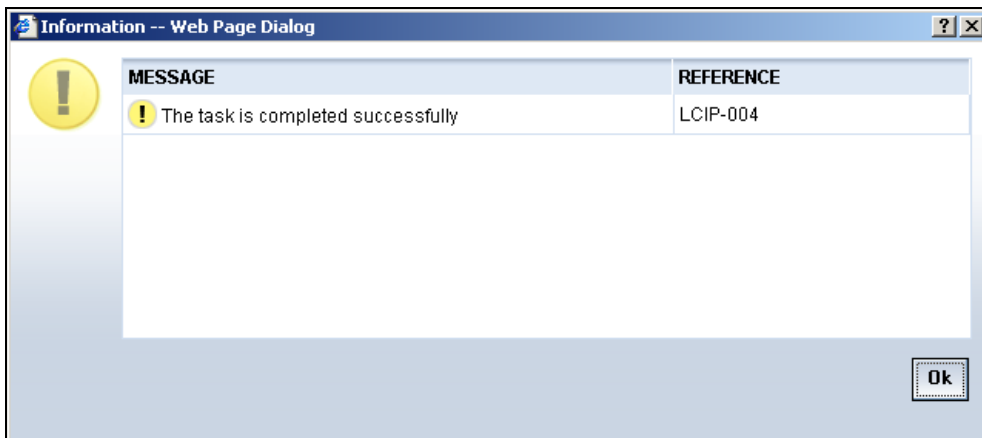 Information -- Web Page Dialog
MESSAGE REFERENCE
The task is completed successfully LCIP-004
Ok